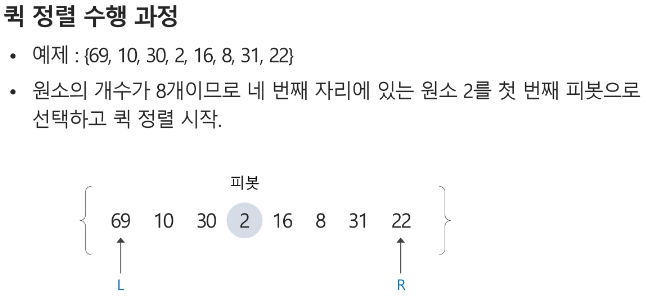 퀵 정렬 수행 과정
• 예제 : {69, 10, 30, 2, 16, 8, 31, 22}
• 원소의 개수가 8개이므로 네 번째 자리에 있는 원소 2를 첫 번째 피봇으로
선택하고 퀵 정렬 시작.
피봇
{ 69 10 30 2 16 8 31 22 }
L R